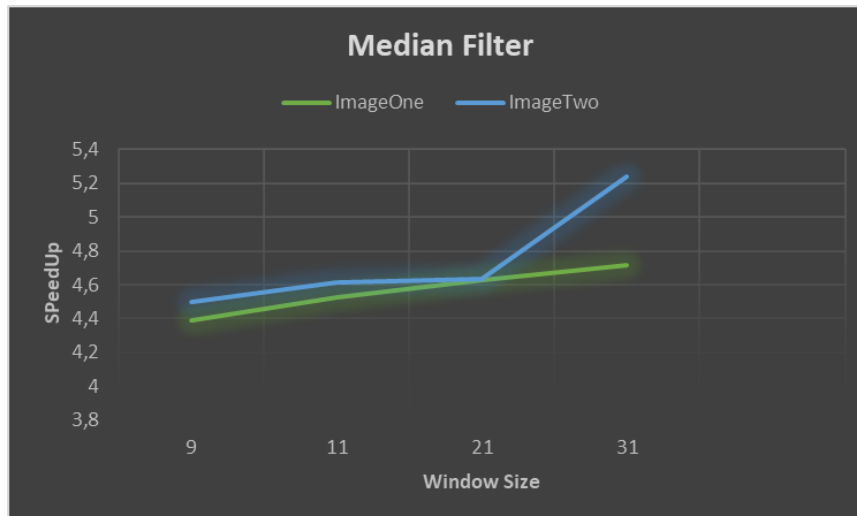 Median Filter
ImageOne ImageTwo
5,4
5,2
5
4,8
4,6
4,4
4,2
4
3,8
SPeedUp
9 11 21 31
Window Size